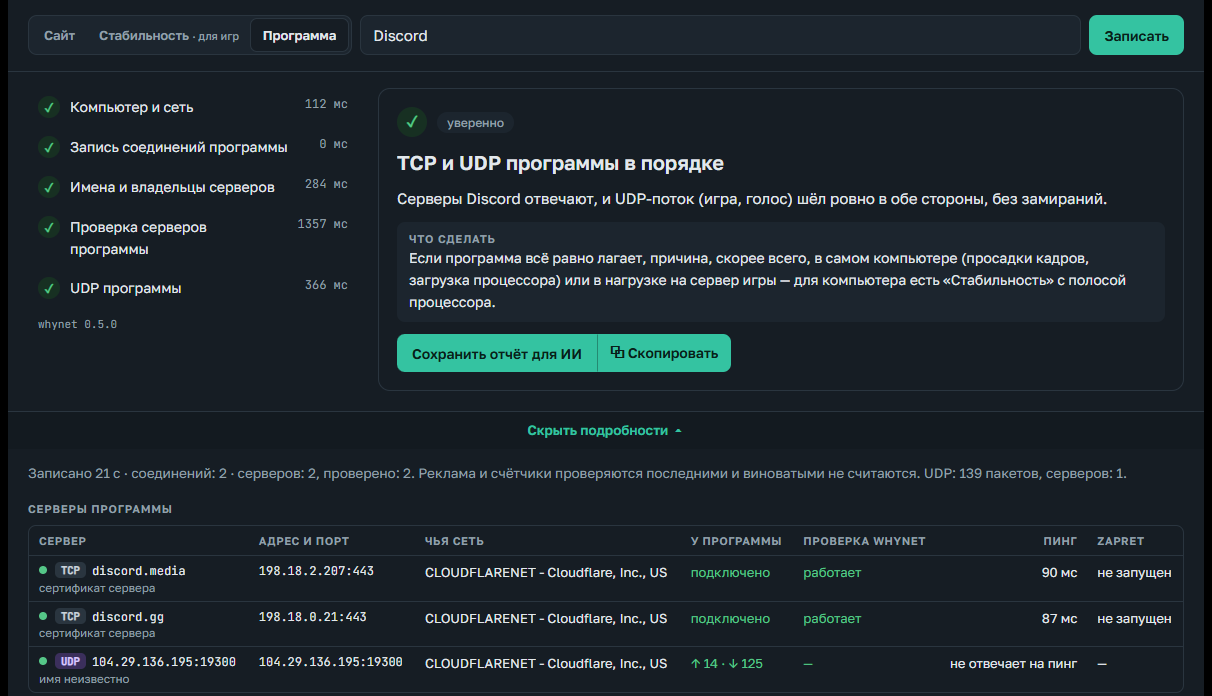 Сайт Стабильность · для игр Программа Discord Записать
Компьютер и сеть 112 мс
Запись соединений программы 0 мс
Имена и владельцы серверов 284 мс
Проверка серверов программы 1357 мс
UDP программы 366 мс
whynet 0.5.0
уверенно
TCP и UDP программы в порядке
Серверы Discord отвечают, и UDP-поток (игра, голос) шёл ровно в обе стороны, без замираний.
ЧТО СДЕЛАТЬ
Если программа всё равно лагает, причина, скорее всего, в самом компьютере (просадки кадров,
загрузка процессора) или в нагрузке на сервер игры — для компьютера есть «Стабильность» с полосой
процессора.
Сохранить отчёт для ИИ Скопировать
Скрыть подробности
Записано 21 с · соединений: 2 · серверов: 2, проверено: 2. Реклама и счётчики проверяются последними и виноватыми не считаются. UDP: 139 пакетов, серверов: 1.
СЕРВЕРЫ ПРОГРАММЫ
СЕРВЕР АДРЕС И ПОРТ ЧЬЯ СЕТЬ У ПРОГРАММЫ ПРОВЕРКА WHYNET ПИНГ ZAPRET
TCP discord.media 198.18.2.207:443 CLOUDFLARENET - Cloudflare, Inc., US подключено работает 90 мс не запущен
сертификат сервера
TCP discord.gg 198.18.0.21:443 CLOUDFLARENET - Cloudflare, Inc., US подключено работает 87 мс не запущен
сертификат сервера
UDP 104.29.136.195:19300 104.29.136.195:19300 CLOUDFLARENET - Cloudflare, Inc., US ↑ 14 · ↓ 125 — не отвечает на пинг —
имя неизвестно